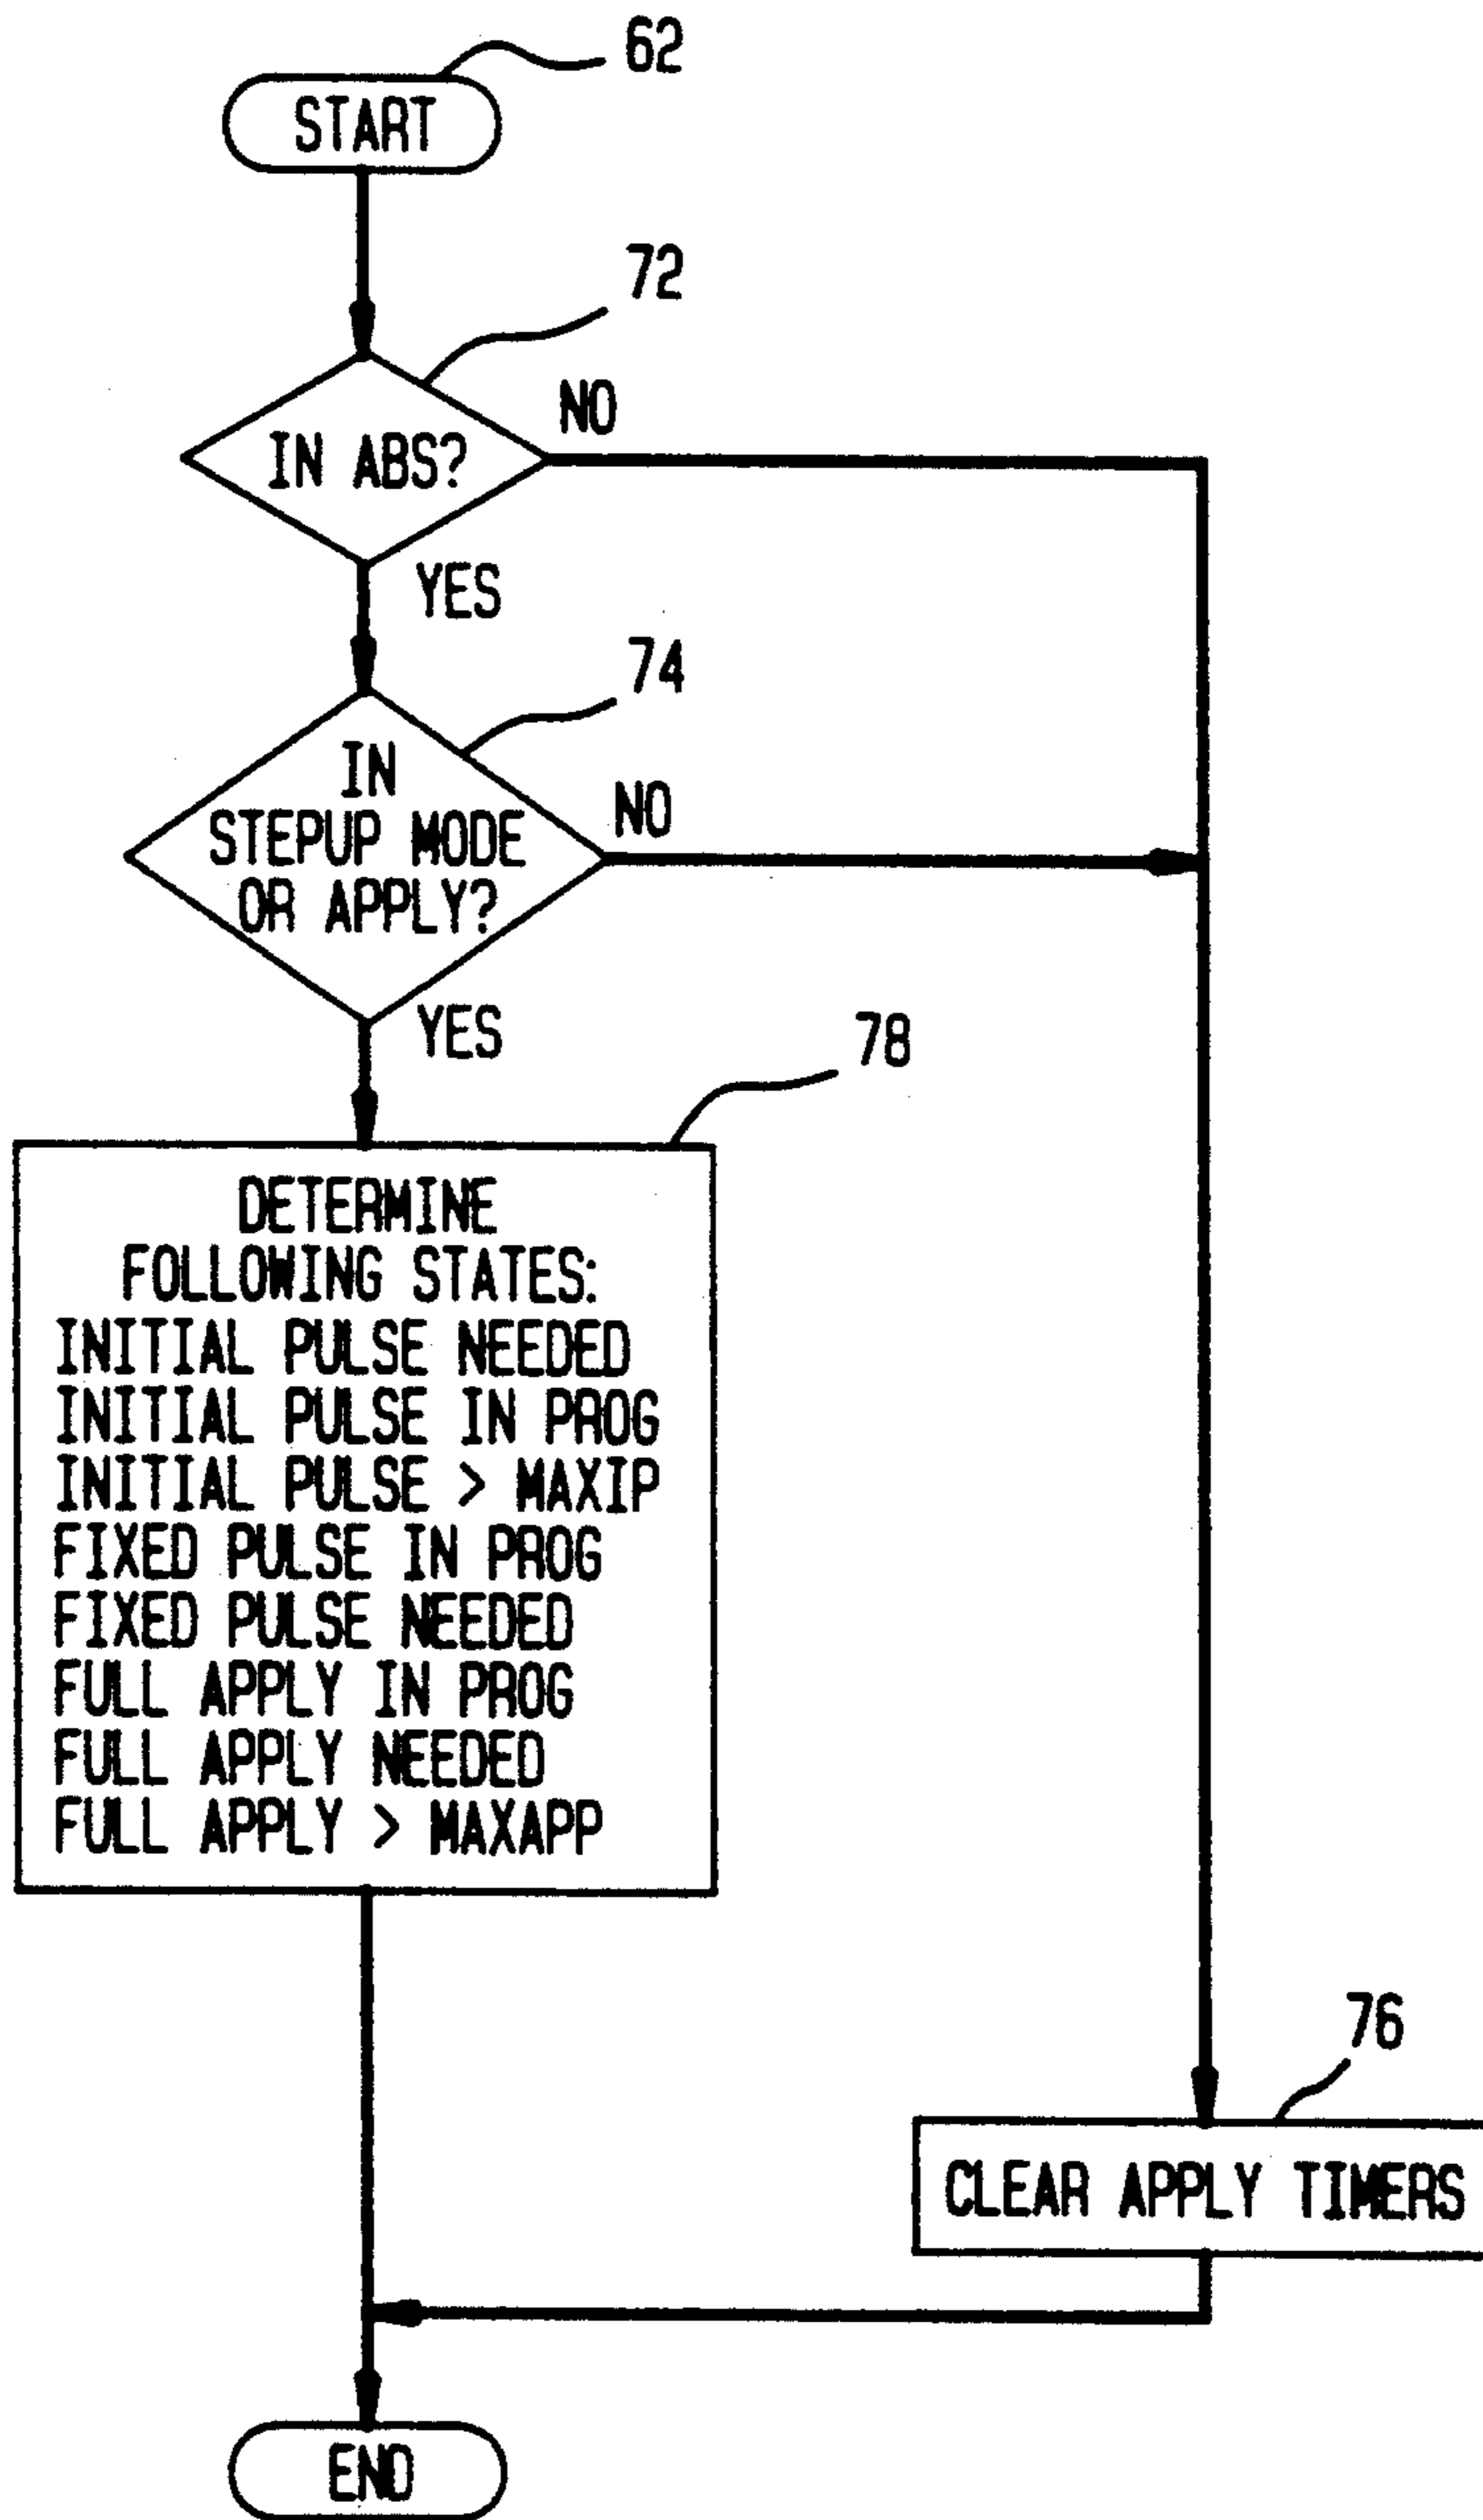 62
START
72
NO
IN ABS?
YES
74
IN
STEPUP MODE
OR APPLY?
NO
YES
78
DETERMINE
FOLLOWING STATES:
INITIAL PULSE NEEDED
INITIAL PULSE IN PROG
INITIAL PULSE > MAXIP
FIXED PULSE IN PROG
FIXED PULSE NEEDED
FULL APPLY IN PROG
FULL APPLY NEEDED
FULL APPLY > MAXAPP
76
CLEAR APPLY TIMERS
END